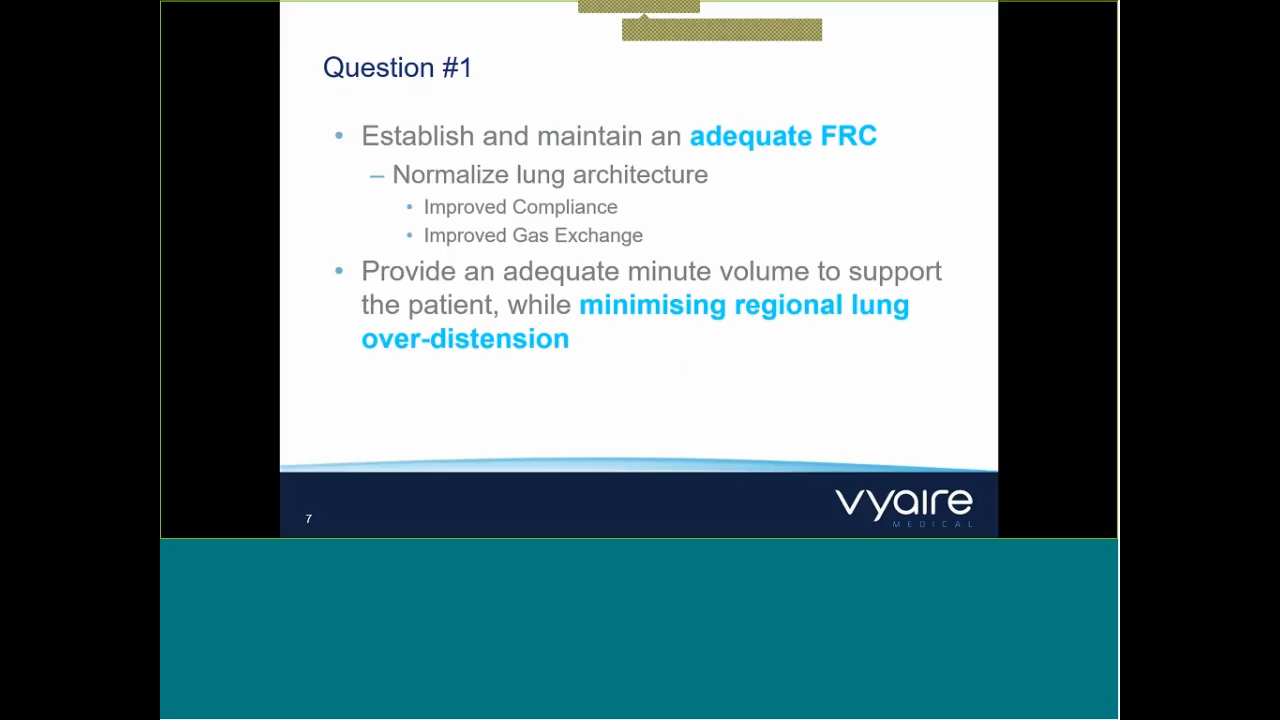 Question #1
• Establish and maintain an adequate FRC
– Normalize lung architecture
• Improved Compliance
• Improved Gas Exchange
• Provide an adequate minute volume to support
the patient, while minimising regional lung
over-distension
7
vyaire
MEDICAL